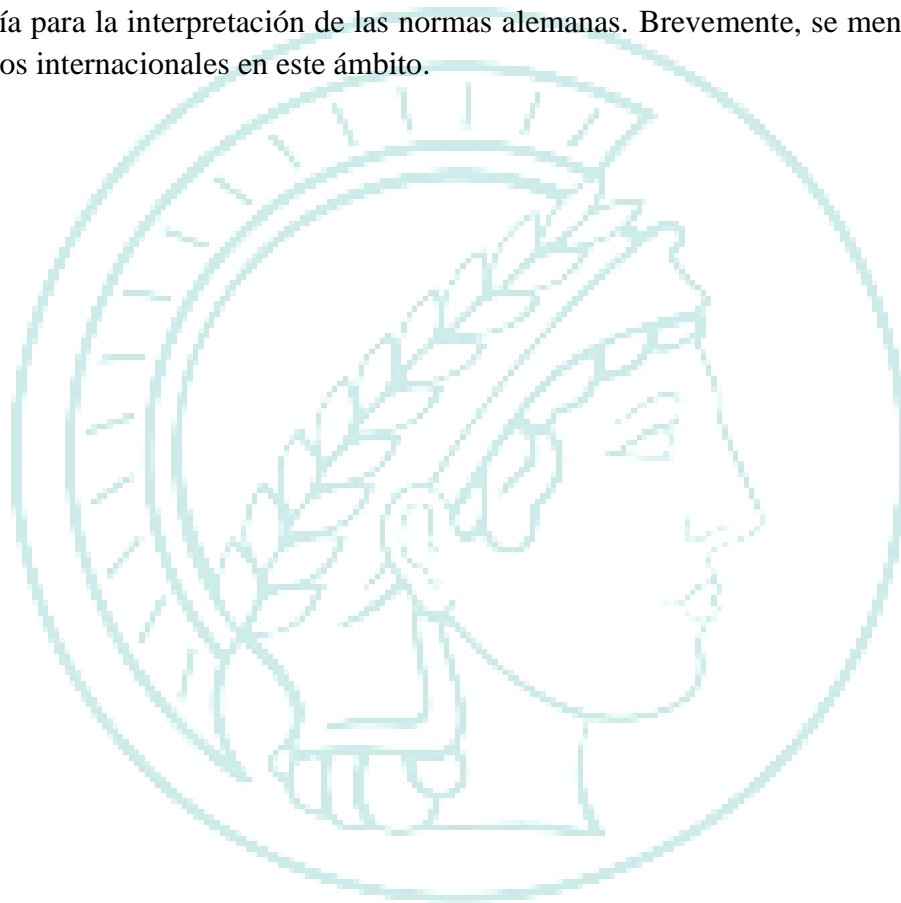 ía para la interpretación de las normas alemanas. Brevemente, se men
os internacionales en este ámbito.